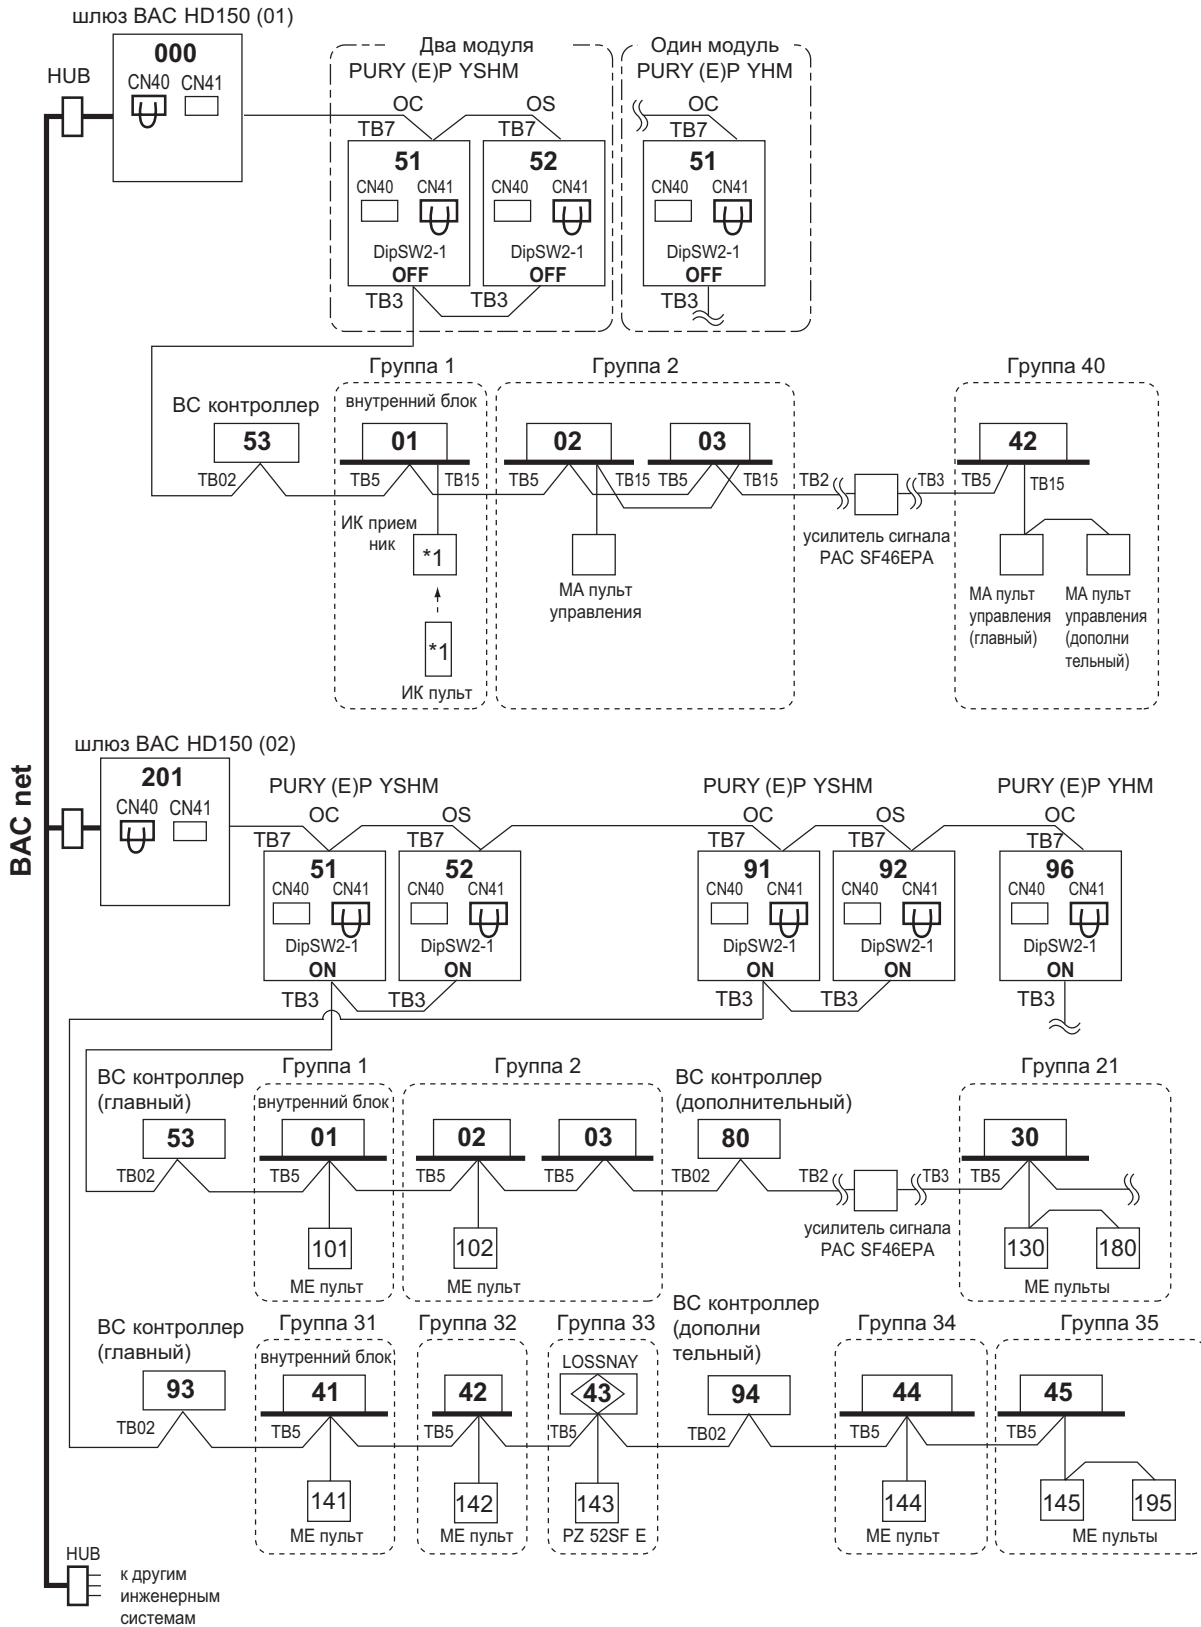 шлюз BAC HD150 (01)
000
CN40 CN41
HUB
Два модуля
PURY (E)P YSHM
Один модуль
PURY (E)P YHM
OC OS OC
TB7 TB7 TB7
51 52 51
CN40 CN41 CN40 CN41 CN40 CN41
DipSW2-1 DipSW2-1 DipSW2-1
OFF OFF OFF
TB3 TB3 TB3
Группа 1 Группа 2 Группа 40
BC контроллер
внутренний блок
53 01 02 03 42
TB02 TB5 TB15 TB5 TB15 TB5 TB15 TB2 TB3 TB5 TB15
ИК прием
ник
*1
*1
ИК пульт
МА пульт
управления
усилитель сигнала
PAC SF46EPA
МА пульт
управления
(главный)
МА пульт
управления
(дополни
тельный)
BAC net
шлюз BAC HD150 (02)
201
CN40 CN41
PURY (E)P YSHM PURY (E)P YSHM PURY (E)P YHM
OC OS OC OS OC
TB7 TB7 TB7 TB7 TB7
51 52 91 92 96
CN40 CN41 CN40 CN41 CN40 CN41 CN40 CN41 CN40 CN41
DipSW2-1 DipSW2-1 DipSW2-1 DipSW2-1 DipSW2-1
ON ON ON ON ON
TB3 TB3 TB3 TB3 TB3
BC контроллер
(главный)
Группа 1
внутренний блок
Группа 2
BC контроллер
(дополнительный)
Группа 21
53 01 02 03 80 30
TB02 TB5 TB5 TB5 TB02 TB2 TB3 TB5
усилитель сигнала
PAC SF46EPA
101 102 130 180
ME пульт ME пульт ME пульты
BC контроллер
(главный)
Группа 31
внутренний блок
Группа 32
Группа 33
LOSSNAY
BC контроллер
(дополни
тельный)
Группа 34 Группа 35
93 41 42 43 94 44 45
TB02 TB5 TB5 TB5 TB02 TB5 TB5
141 142 143 144 145 195
ME пульт ME пульт PZ 52SF E ME пульт ME пульты
HUB
к другим
инженерным
системам